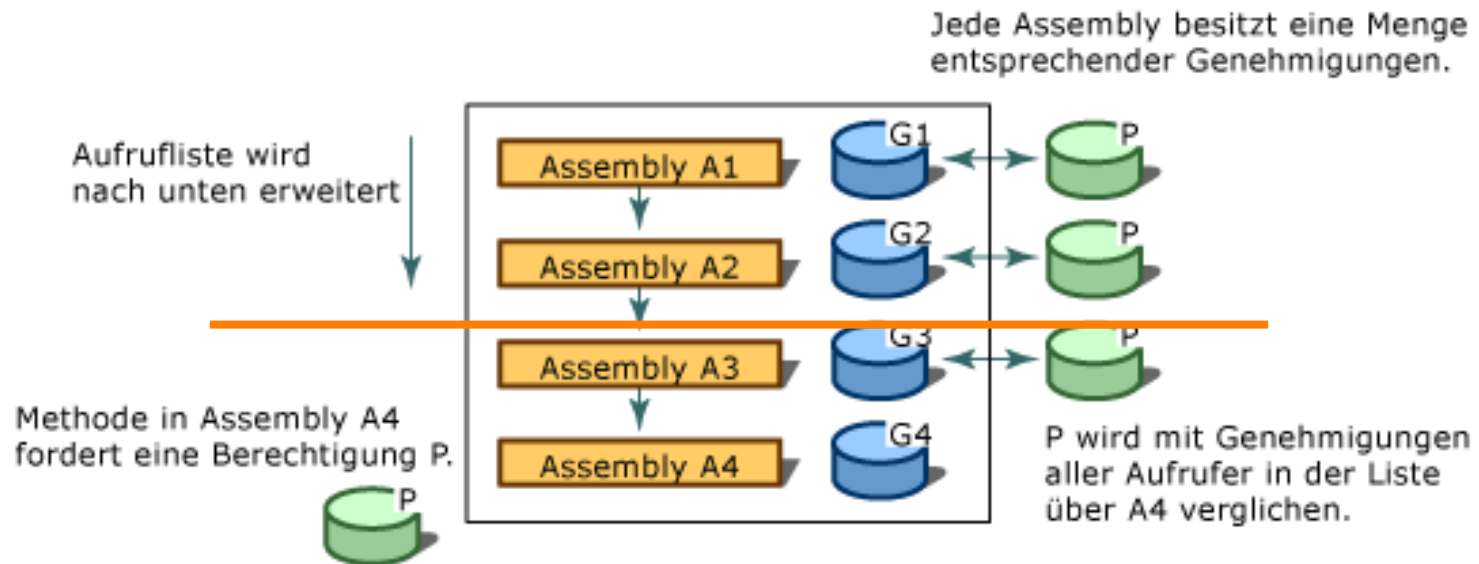 Jede Assembly besitzt eine Menge
entsprechender Genehmigungen.
Aufrufliste wird
nach unten erweitert
Assembly A1
G1
P
Assembly A2
G2
P
Assembly A3
G3
P
Assembly A4
G4
Methode in Assembly A4
fordert eine Berechtigung P.
P
P wird mit Genehmigungen
aller Aufrufer in der Liste
über A4 verglichen.